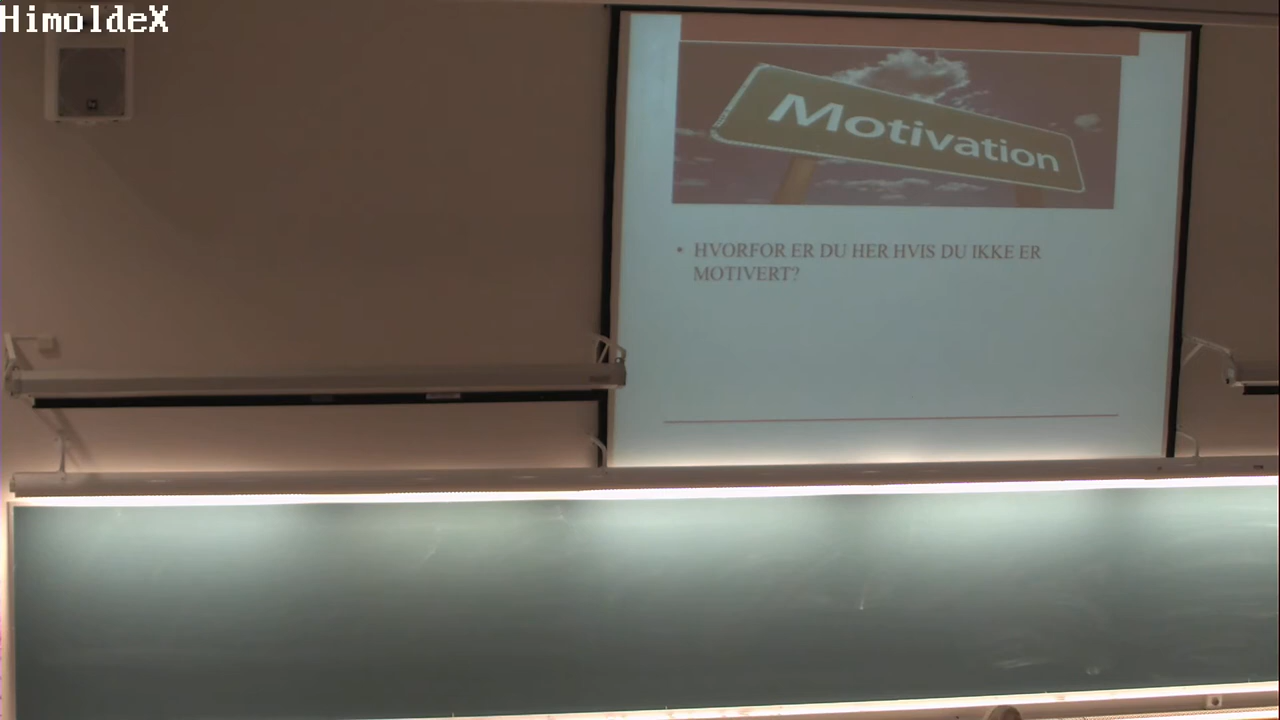 HimoldeX
Motivation
• HVORFOR ER DU HER HVIS DU IKKE ER
MOTIVERT?